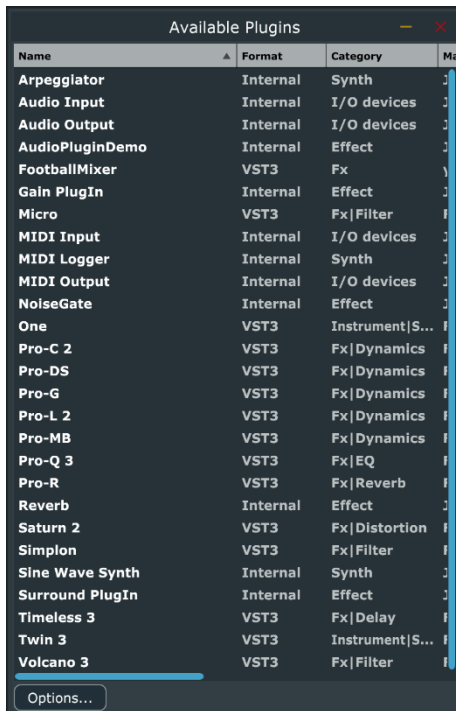 Available Plugins
Name Format Category Ma
Arpeggiator Internal Synth
Audio Input Internal I/O devices
Audio Output Internal I/O devices
AudioPluginDemo Internal Effect
FootballMixer VST3 Fx
Gain PlugIn Internal Effect
Micro VST3 Fx|Filter
MIDI Input Internal I/O devices
MIDI Logger Internal Synth
MIDI Output Internal I/O devices
NoiseGate Internal Effect
One VST3 Instrument|S...
Pro-C 2 VST3 Fx|Dynamics
Pro-DS VST3 Fx|Dynamics
Pro-G VST3 Fx|Dynamics
Pro-L 2 VST3 Fx|Dynamics
Pro-MB VST3 Fx|Dynamics
Pro-Q 3 VST3 Fx|EQ
Pro-R VST3 Fx|Reverb
Reverb Internal Effect
Saturn 2 VST3 Fx|Distortion
Simplon VST3 Fx|Filter
Sine Wave Synth Internal Synth
Surround PlugIn Internal Effect
Timeless 3 VST3 Fx|Delay
Twin 3 VST3 Instrument|S...
Volcano 3 VST3 Fx|Filter
Options...